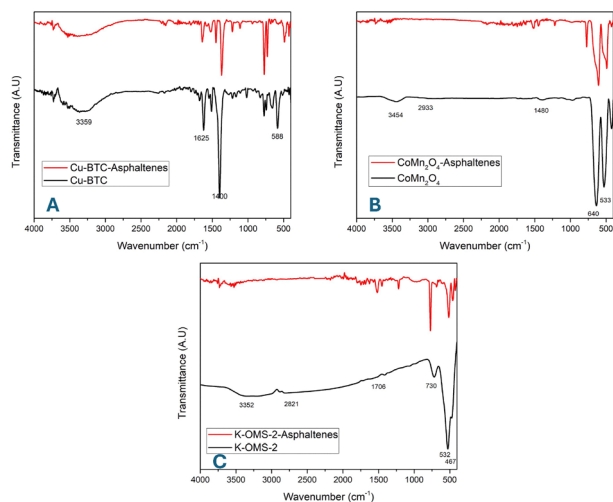 Transmittance (A.U)
3359
1625
588
1400
Cu-BTC-Asphaltenes
Cu-BTC
A
4000 3500 3000 2500 2000 1500 1000 500
Wavenumber (cm⁻¹)
Transmittance (A.U)
3454
2933
1480
533
640
CoMn₂O₄-Asphaltenes
CoMn₂O₄
B
4000 3500 3000 2500 2000 1500 1000 500
Wavenumber (cm⁻¹)
Transmittance (A.U)
3352
2821
1706
730
532
467
K-OMS-2-Asphaltenes
K-OMS-2
C
4000 3500 3000 2500 2000 1500 1000 500
Wavenumber (cm⁻¹)